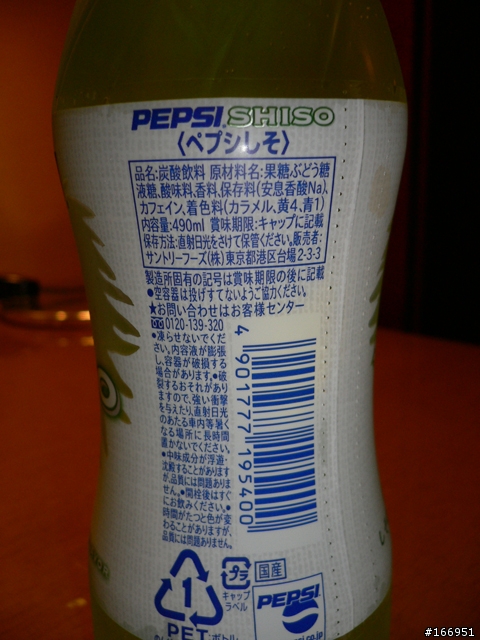 PEPSI SHISO
〈ペプシしそ〉
品名:炭酸飲料 原材料名:果糖ぶどう糖
液糖、酸味料、香料、保存料(安息香酸Na)、
カフェイン、着色料(カラメル、黄4、青1)
内容量:490ml 賞味期限:キャップに記載
保存方法:直射日光をさけて保管ください。販売者:
サントリーフーズ(株)東京都港区台場2-3-3
製造所固有の記号は賞味期限の後に記載
●空容器は投げすてないようご協力ください。
★お問い合わせはお客様センター
0120-139-320
●凍らせないでくだ
さい。内容液が膨張
し、容器が破損する
場合があります。●破
裂するおそれがあり
ますので、強い衝撃
を与えたり、直射日光
のあたる車内等暑く
なる場所に長時間
置かないでください。
●中味成分が浮遊・
沈殿することがあります
が、品質には問題ありま
せん。●開栓後はすぐ
にお飲みください。●
時間がたつと色が変
わることがありますが、
品質には問題ありません。
4 901777 195400
1
PET
プラ
キャップ
ラベル
国産
PEPSI
ボトル
#166951